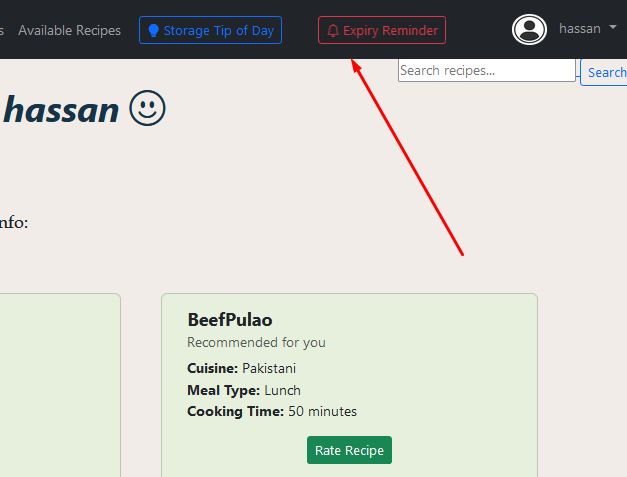 s Available Recipes Storage Tip of Day Expiry Reminder hassan
Search recipes... Search
hassan
nfo:
BeefPulao
Recommended for you
Cuisine: Pakistani
Meal Type: Lunch
Cooking Time: 50 minutes
Rate Recipe